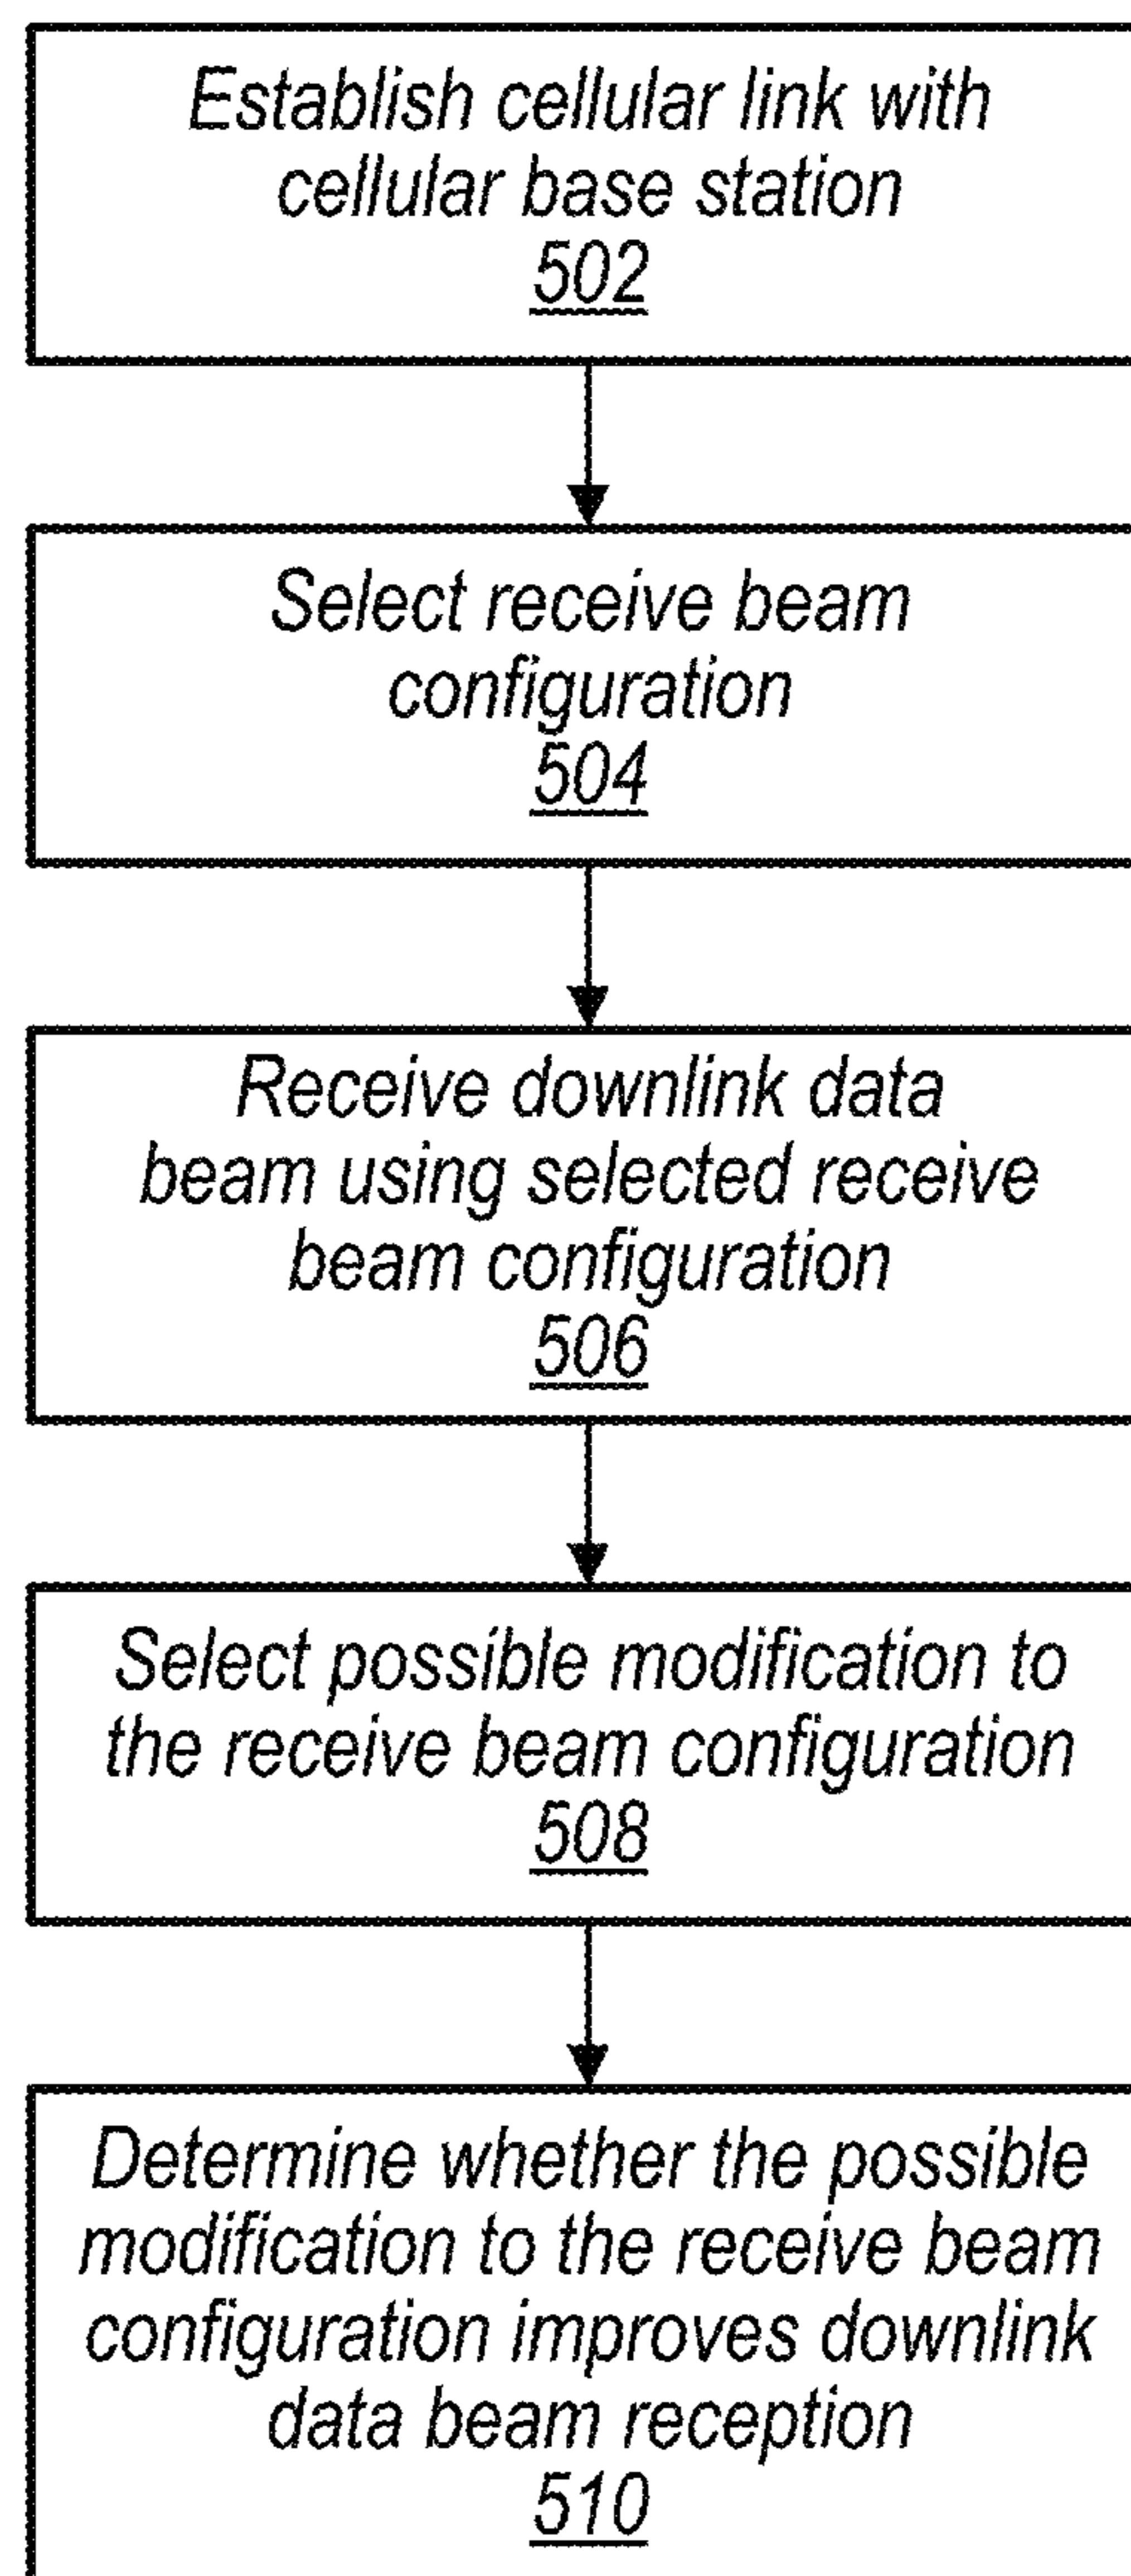 Establish cellular link with
cellular base station
502
Select receive beam
configuration
504
Receive downlink data
beam using selected receive
beam configuration
506
Select possible modification to
the receive beam configuration
508
Determine whether the possible
modification to the receive beam
configuration improves downlink
data beam reception
510